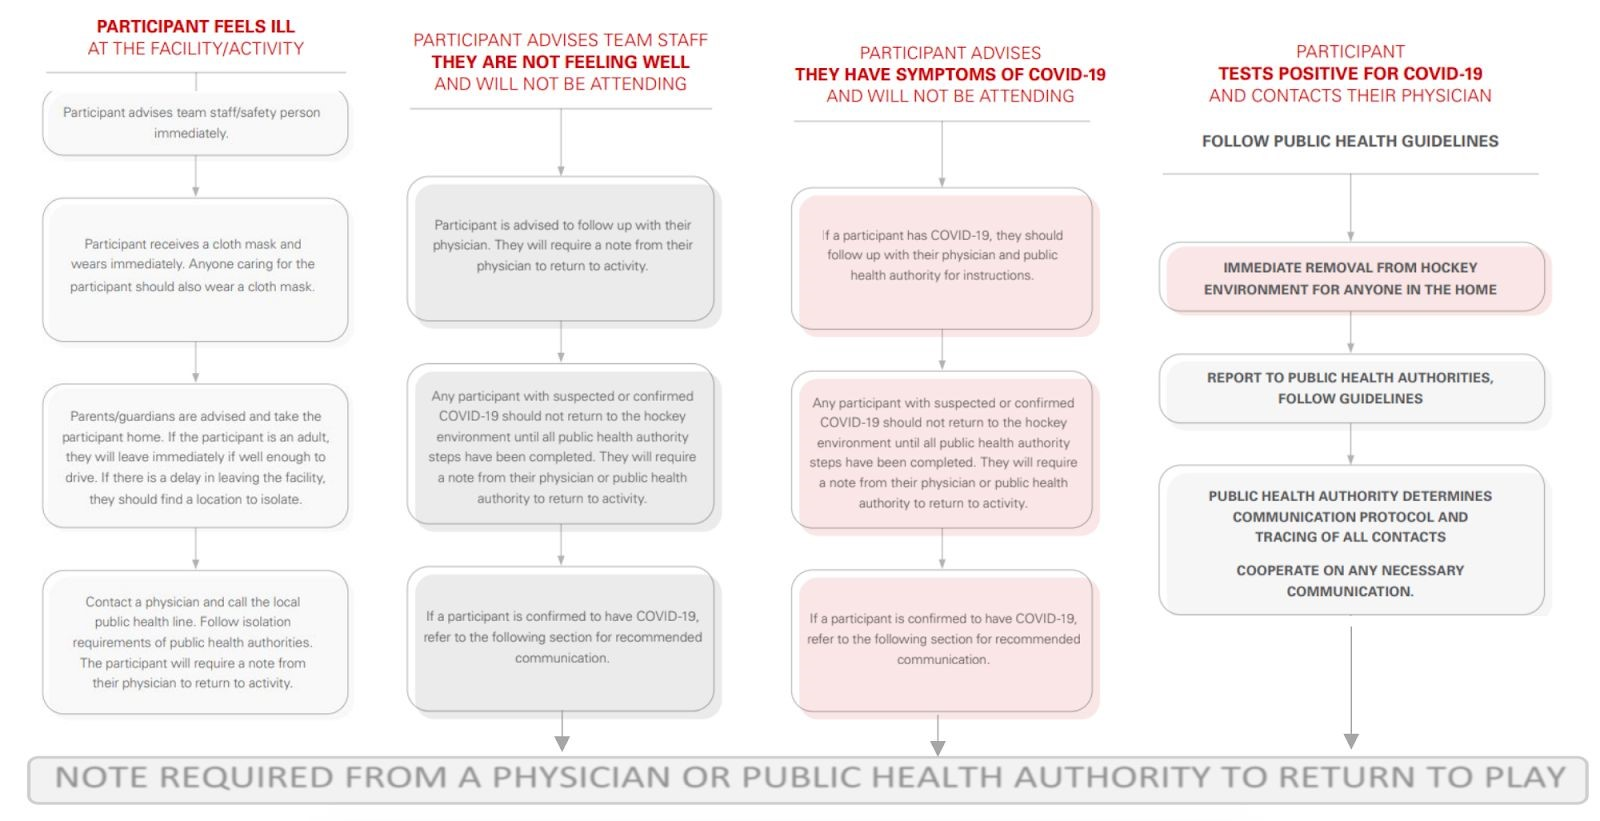 PARTICIPANT FEELS ILL
AT THE FACILITY/ACTIVITY
Participant advises team staff/safety person
immediately.
Participant receives a cloth mask and
wears immediately. Anyone caring for the
participant should also wear a cloth mask.
Parents/guardians are advised and take the
participant home. If the participant is an adult,
they will leave immediately if well enough to
drive. If there is a delay in leaving the facility,
they should find a location to isolate.
Contact a physician and call the local
public health line. Follow isolation
requirements of public health authorities.
The participant will require a note from
their physician to return to activity.
PARTICIPANT ADVISES TEAM STAFF
THEY ARE NOT FEELING WELL
AND WILL NOT BE ATTENDING
Participant is advised to follow up with their
physician. They will require a note from their
physician to return to activity.
Any participant with suspected or confirmed
COVID-19 should not return to the hockey
environment until all public health authority
steps have been completed. They will require
a note from their physician or public health
authority to return to activity.
If a participant is confirmed to have COVID-19,
refer to the following section for recommended
communication.
PARTICIPANT ADVISES
THEY HAVE SYMPTOMS OF COVID-19
AND WILL NOT BE ATTENDING
If a participant has COVID-19, they should
follow up with their physician and public
health authority for instructions.
Any participant with suspected or confirmed
COVID-19 should not return to the hockey
environment until all public health authority
steps have been completed. They will require
a note from their physician or public health
authority to return to activity.
If a participant is confirmed to have COVID-19,
refer to the following section for recommended
communication.
PARTICIPANT
TESTS POSITIVE FOR COVID-19
AND CONTACTS THEIR PHYSICIAN
FOLLOW PUBLIC HEALTH GUIDELINES
IMMEDIATE REMOVAL FROM HOCKEY
ENVIRONMENT FOR ANYONE IN THE HOME
REPORT TO PUBLIC HEALTH AUTHORITIES,
FOLLOW GUIDELINES
PUBLIC HEALTH AUTHORITY DETERMINES
COMMUNICATION PROTOCOL AND
TRACING OF ALL CONTACTS
COOPERATE ON ANY NECESSARY
COMMUNICATION.
NOTE REQUIRED FROM A PHYSICIAN OR PUBLIC HEALTH AUTHORITY TO RETURN TO PLAY